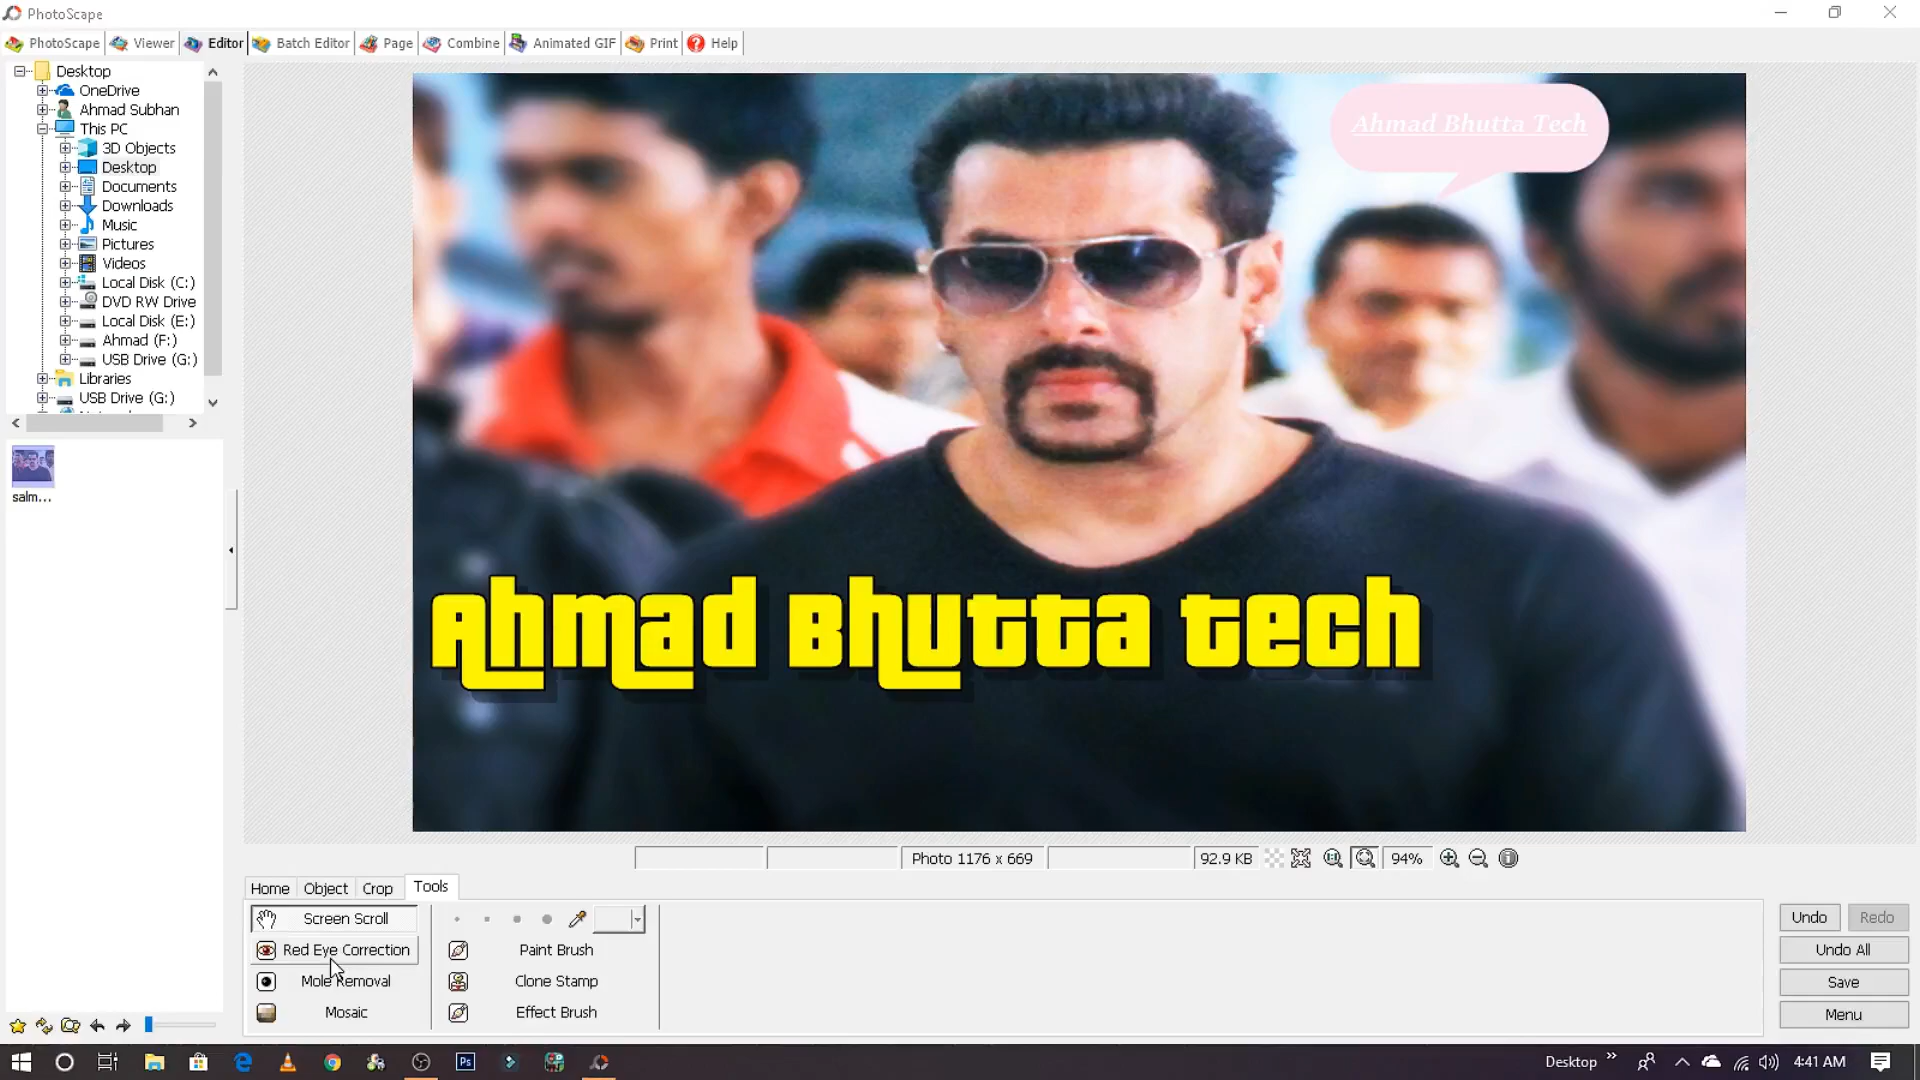 PhotoScape
PhotoScape Viewer Editor Batch Editor Page Combine Animated GIF Print Help
Desktop
OneDrive
Ahmad Subhan
This PC
3D Objects
Desktop
Documents
Downloads
Music
Pictures
Videos
Local Disk (C:)
DVD RW Drive
Local Disk (E:)
Ahmad (F:)
USB Drive (G:)
Libraries
USB Drive (G:)
salm...
Ahmad Bhutta Tech
Ahmad Bhutta Tech
Photo 1176 x 669 92.9 KB 94%
Home Object Crop Tools
Screen Scroll
Red Eye Correction
Mole Removal
Mosaic
Paint Brush
Clone Stamp
Effect Brush
Undo Redo
Undo All
Save
Menu
Ps
Desktop » 4:41 AM